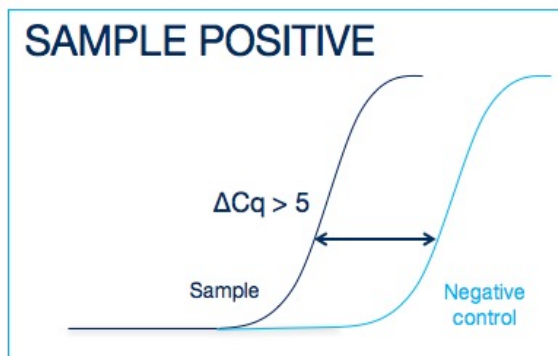 SAMPLE POSITIVE
ΔCq > 5
Sample
Negative
control